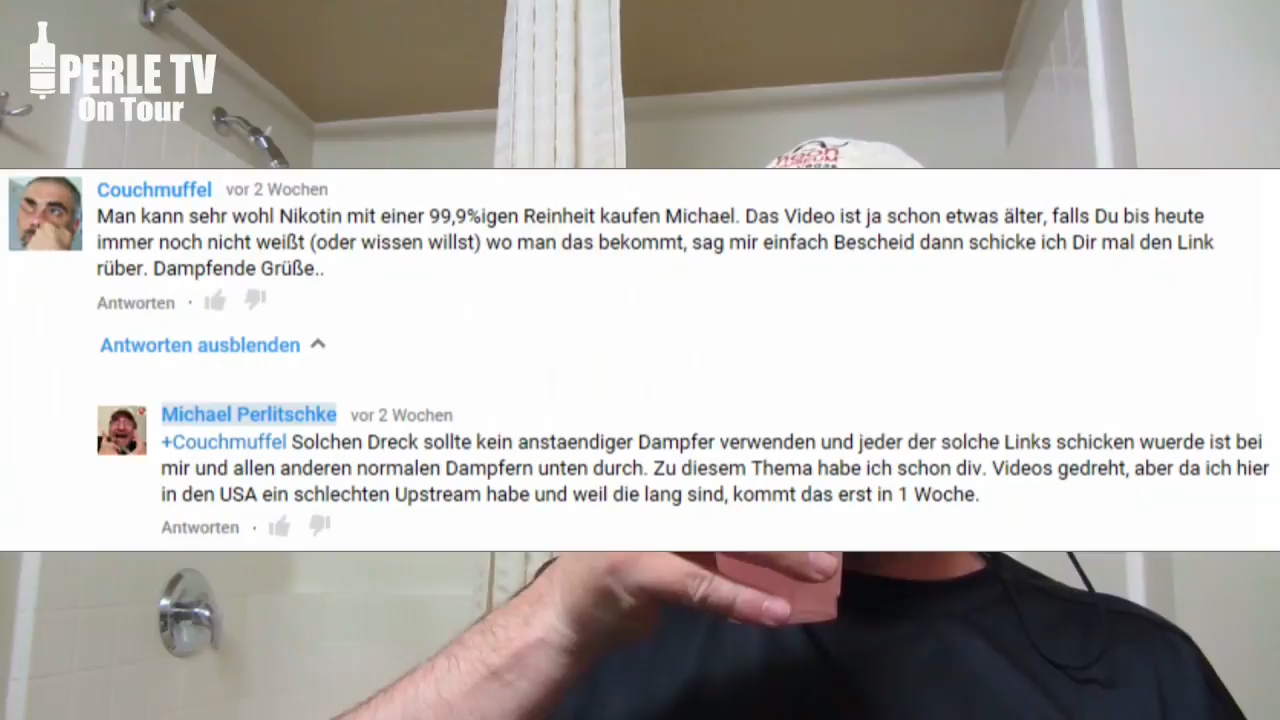 PERLE TV
On Tour
Couchmuffel vor 2 Wochen
Man kann sehr wohl Nikotin mit einer 99,9%igen Reinheit kaufen Michael. Das Video ist ja schon etwas älter, falls Du bis heute
immer noch nicht weißt (oder wissen willst) wo man das bekommt, sag mir einfach Bescheid dann schicke ich Dir mal den Link
rüber. Dampfende Grüße..
Antworten ·
Antworten ausblenden
Michael Perlitschke vor 2 Wochen
+Couchmuffel Solchen Dreck sollte kein anstaendiger Dampfer verwenden und jeder der solche Links schicken wuerde ist bei
mir und allen anderen normalen Dampfern unten durch. Zu diesem Thema habe ich schon div. Videos gedreht, aber da ich hier
in den USA ein schlechten Upstream habe und weil die lang sind, kommt das erst in 1 Woche.
Antworten ·